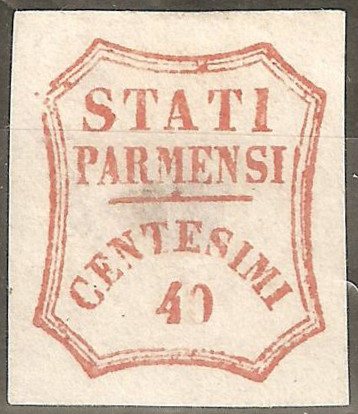 STATI
PARMENSI
CENTESIMI
40